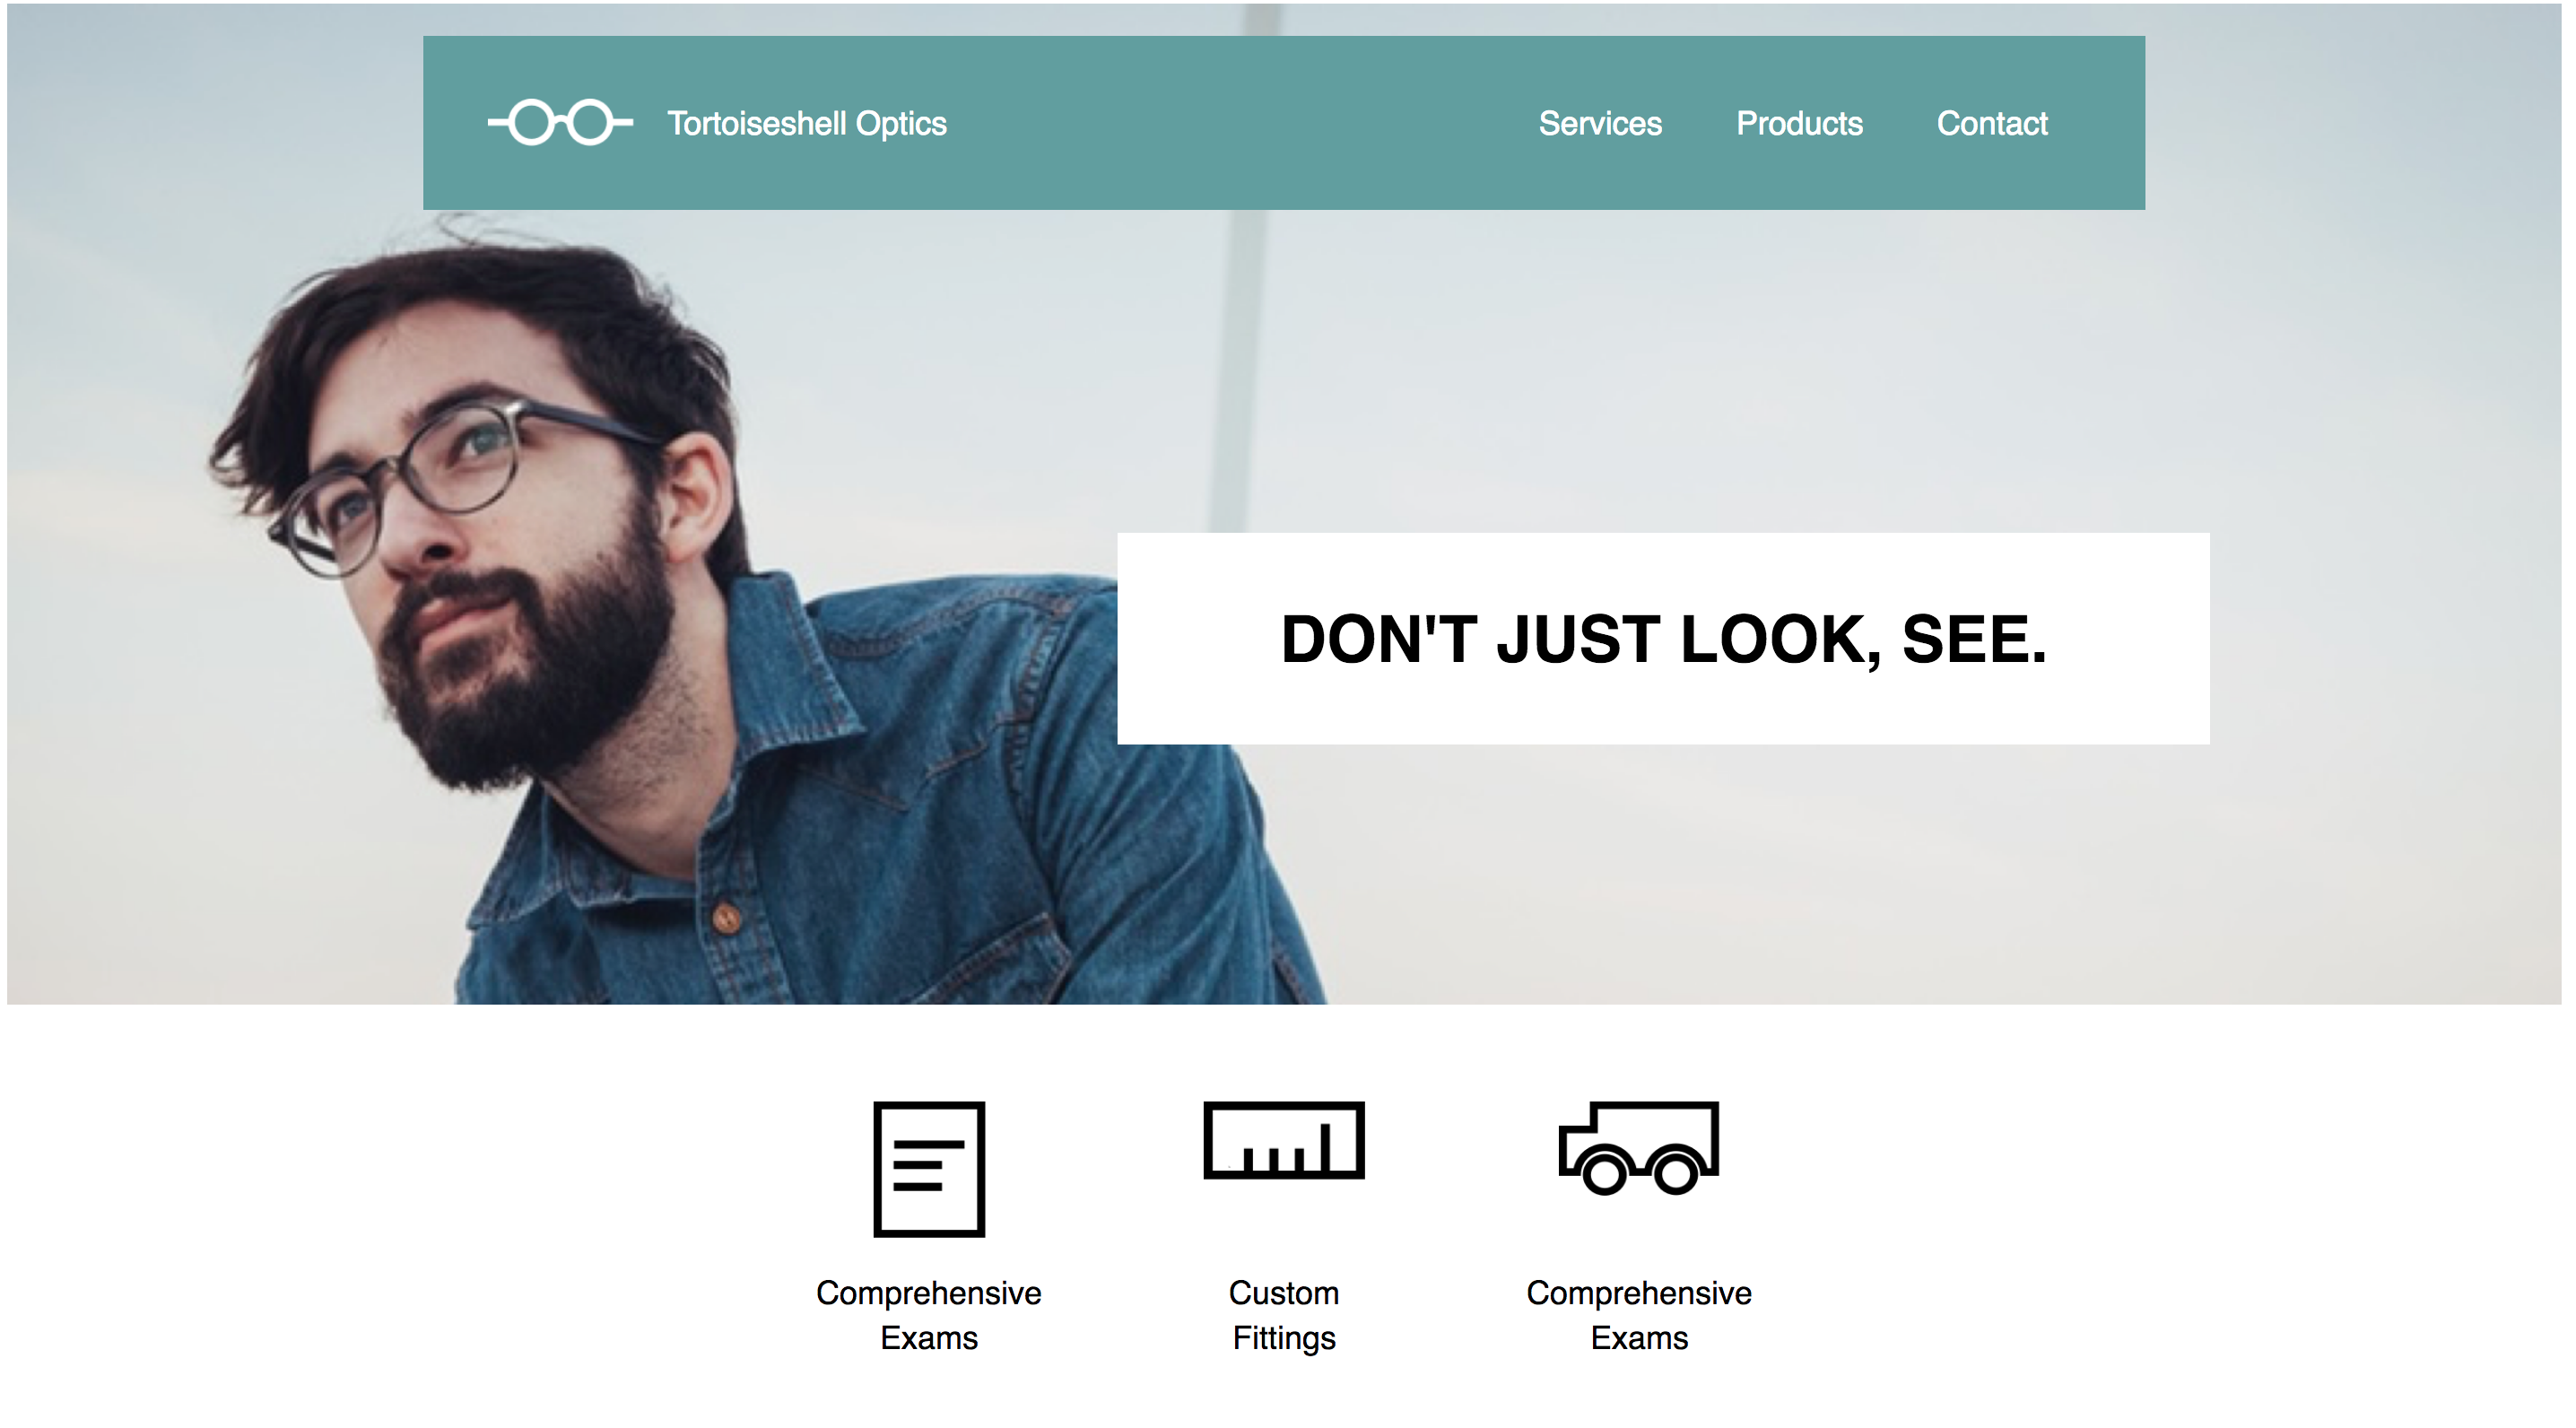 Tortoiseshell Optics
Services
Products
Contact
DON'T JUST LOOK, SEE.
Comprehensive
Exams
Custom
Fittings
Comprehensive
Exams